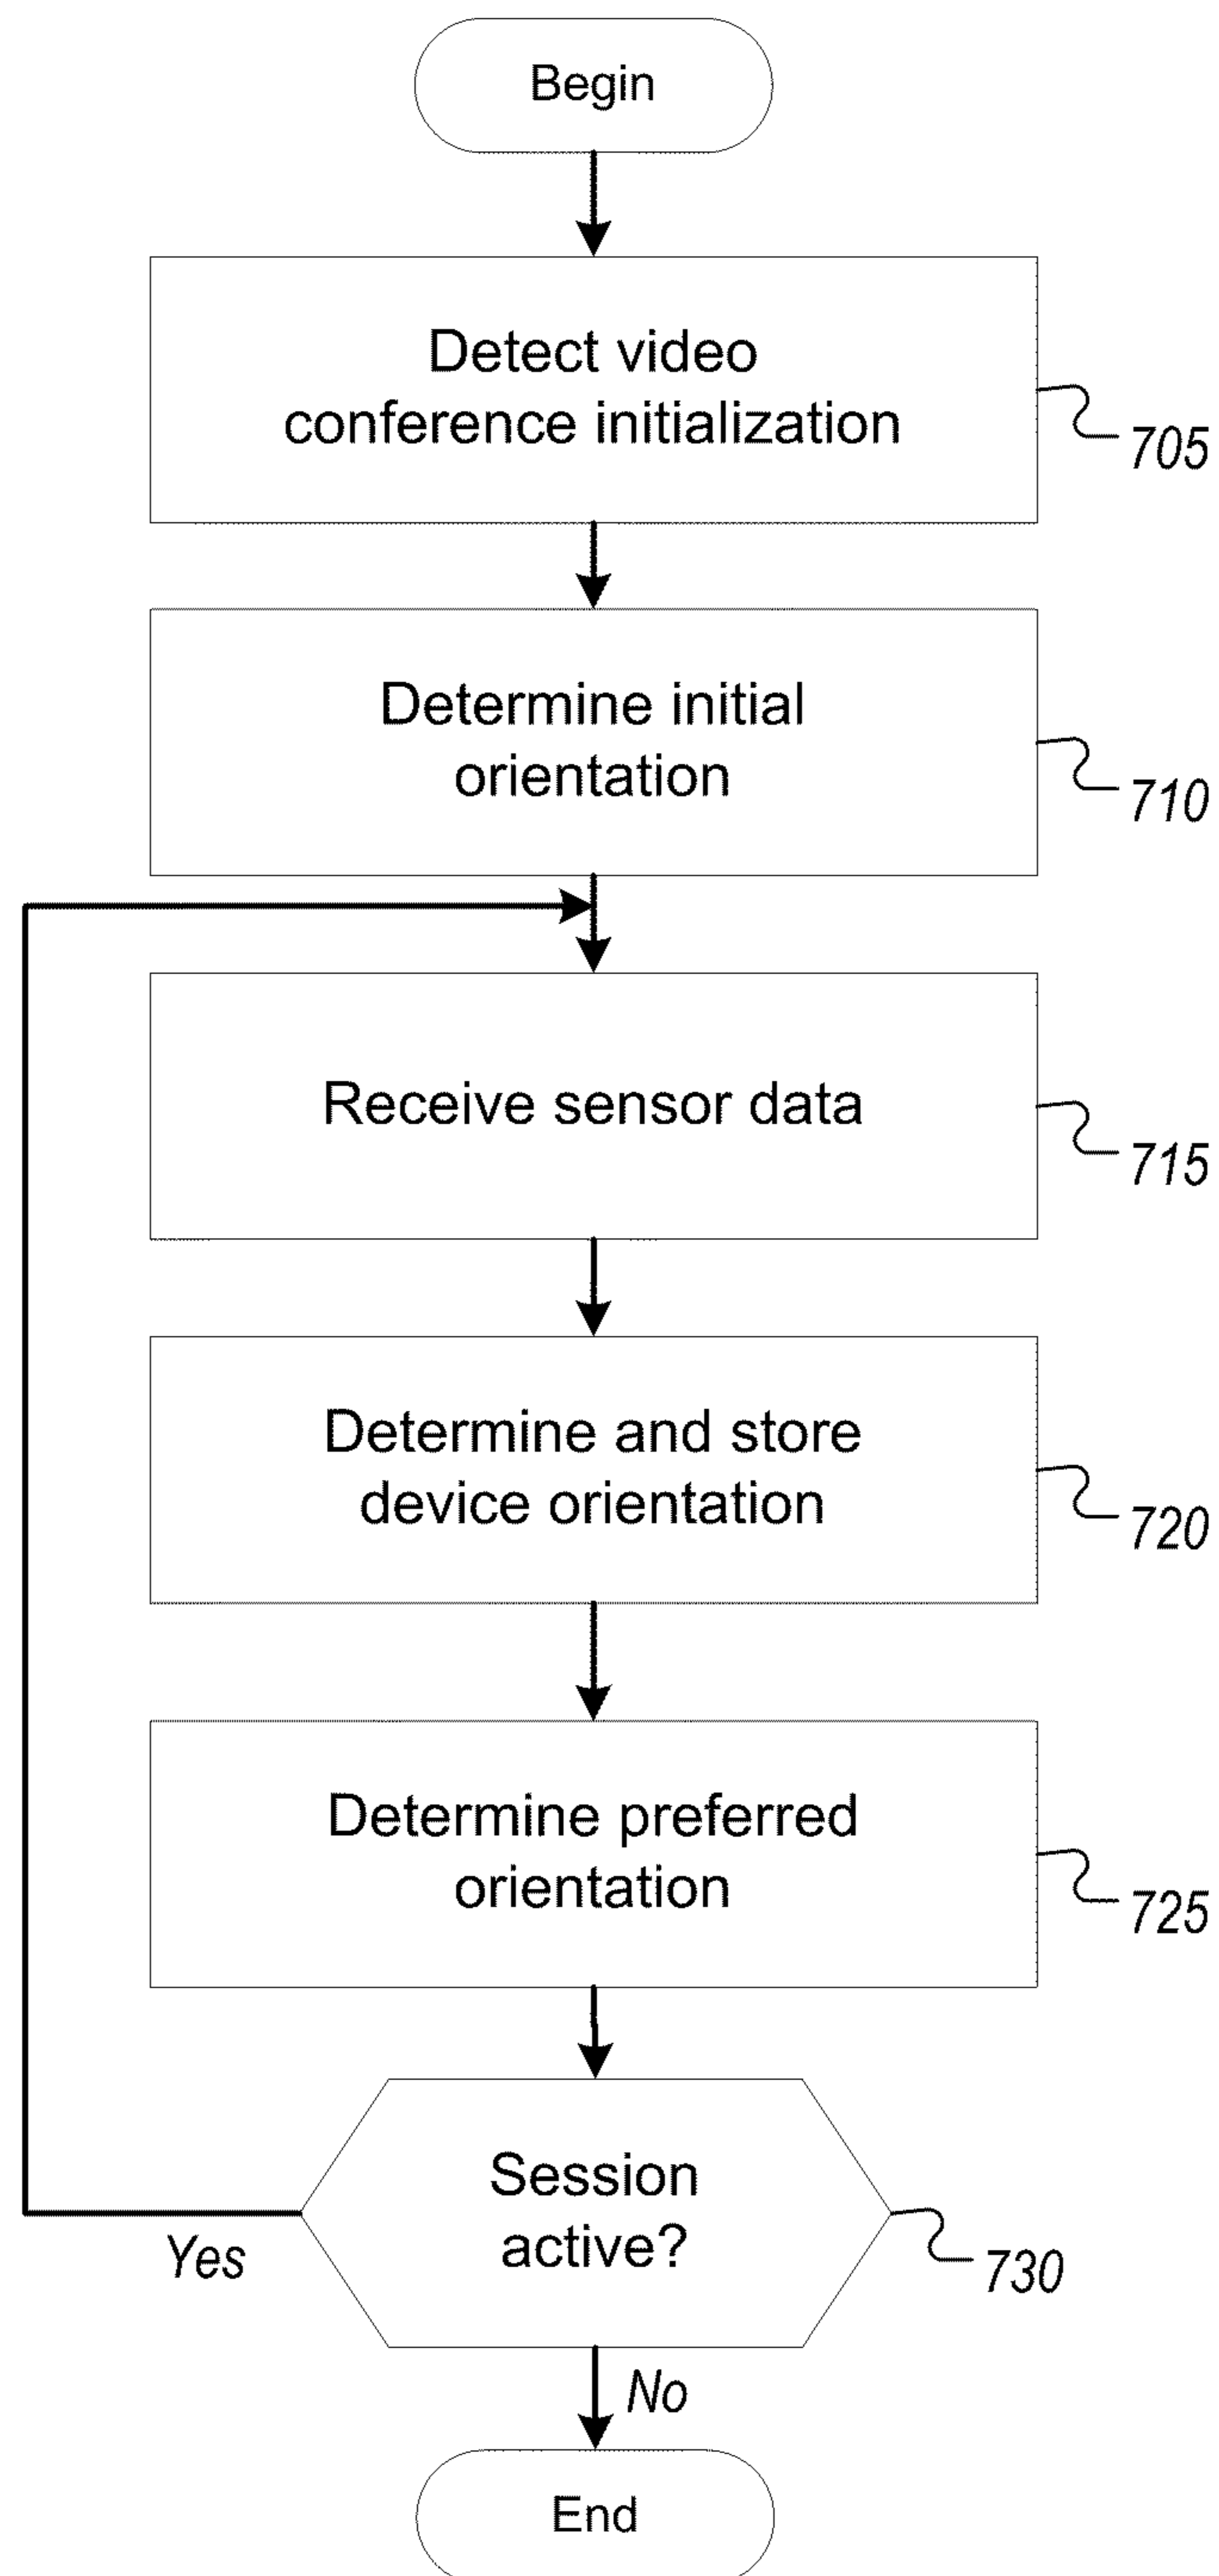 Begin
Detect video
conference initialization
705
Determine initial
orientation
710
Receive sensor data
715
Determine and store
device orientation
720
Determine preferred
orientation
725
Session
active?
730
Yes
No
End